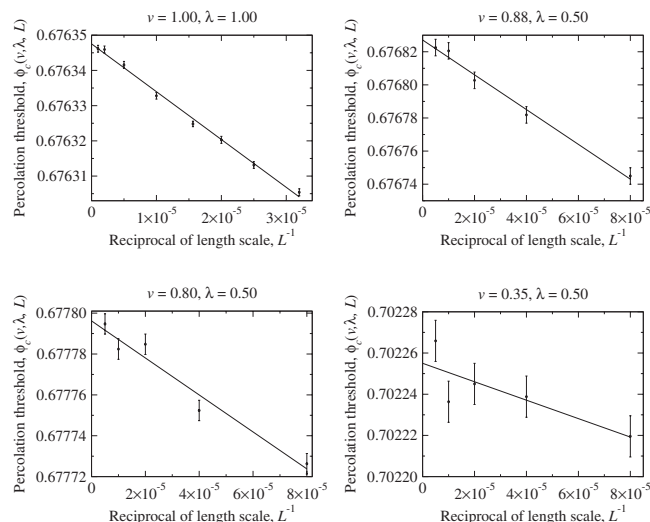 v = 1.00, λ = 1.00
Percolation threshold, ϕc(v,λ, L)
0.67635
0.67634
0.67633
0.67632
0.67631
0 1×10-5 2×10-5 3×10-5
Reciprocal of length scale, L-1
v = 0.88, λ = 0.50
Percolation threshold, ϕc(v,λ, L)
0.67682
0.67680
0.67678
0.67676
0.67674
0 2×10-5 4×10-5 6×10-5 8×10-5
Reciprocal of length scale, L-1
v = 0.80, λ = 0.50
Percolation threshold, ϕc(v,λ, L)
0.67780
0.67778
0.67776
0.67774
0.67772
0 2×10-5 4×10-5 6×10-5 8×10-5
Reciprocal of length scale, L-1
v = 0.35, λ = 0.50
Percolation threshold, ϕc(v,λ, L)
0.70228
0.70226
0.70224
0.70222
0.70220
0 2×10-5 4×10-5 6×10-5 8×10-5
Reciprocal of length scale, L-1